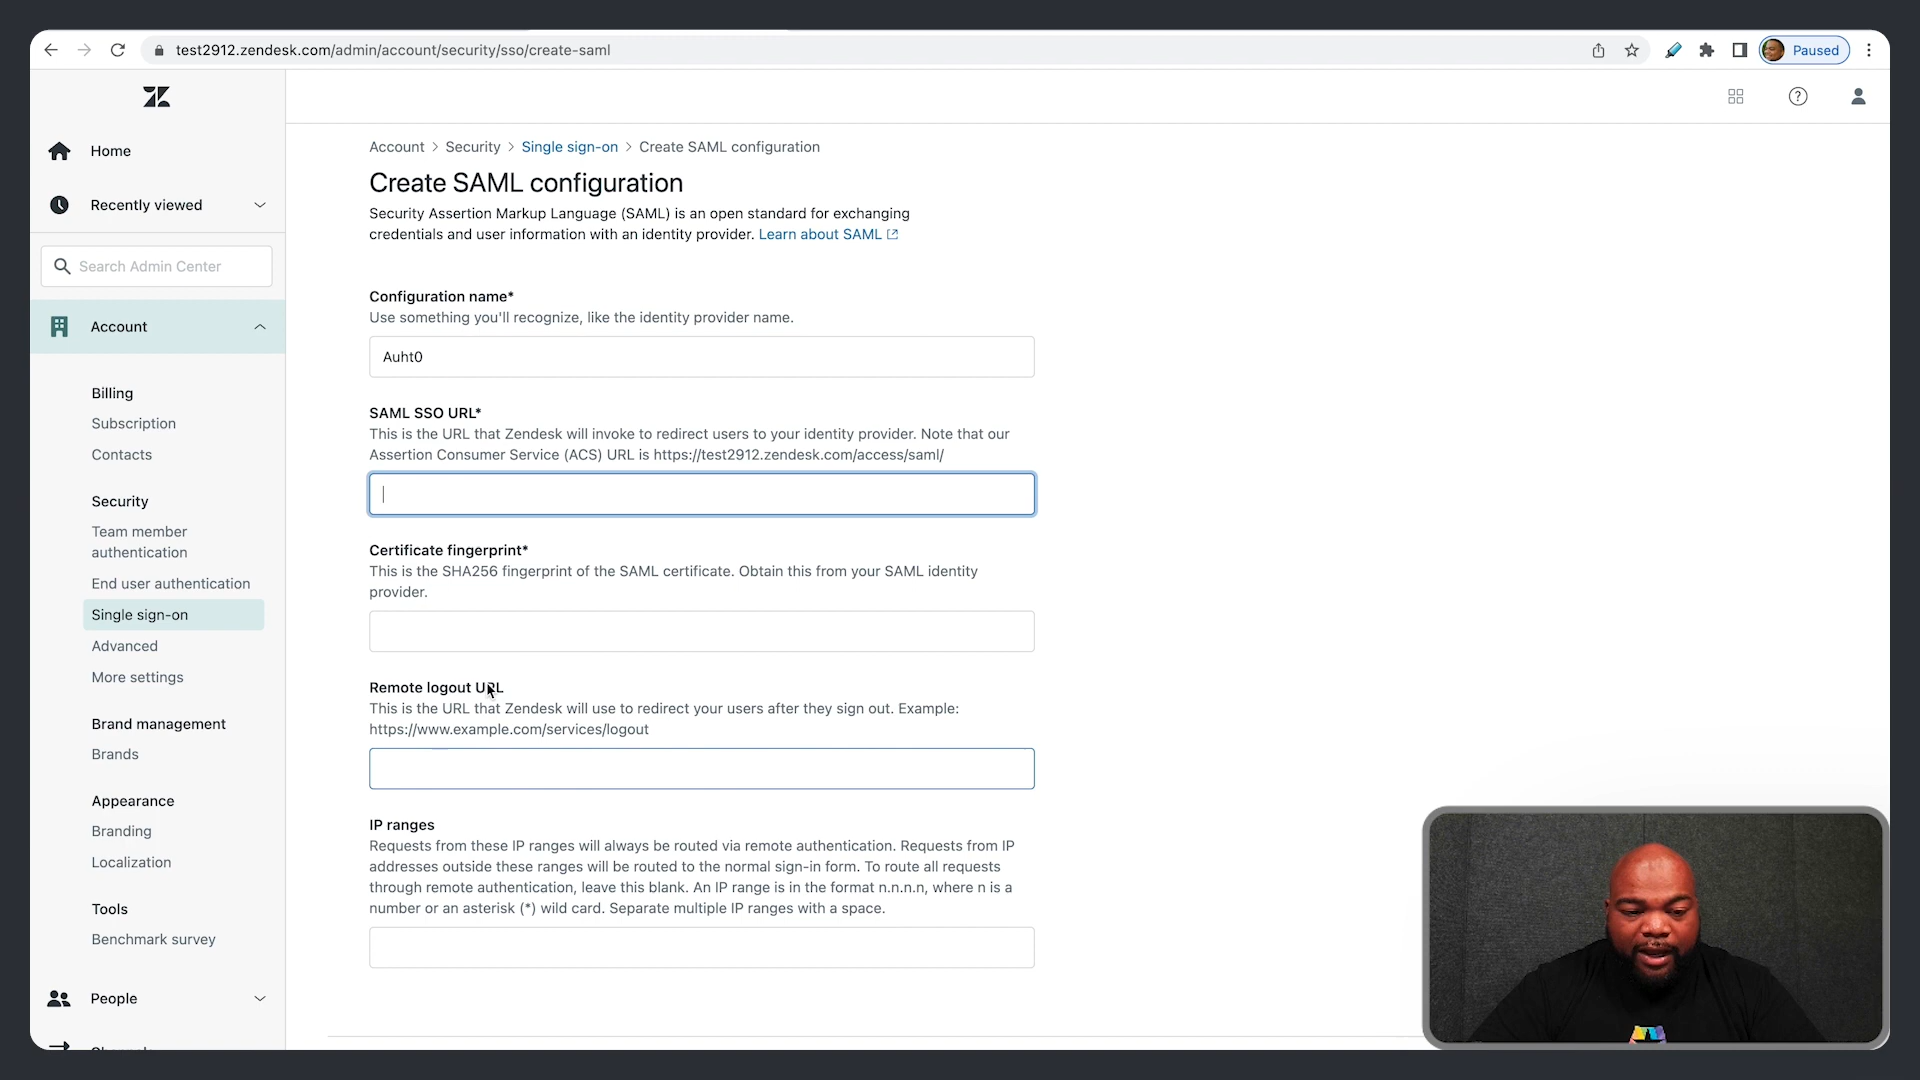 test2912.zendesk.com/admin/account/security/sso/create-saml
Paused
Home
Recently viewed
Search Admin Center
Account
Billing
Subscription
Contacts
Security
Team member
authentication
End user authentication
Single sign-on
Advanced
More settings
Brand management
Brands
Appearance
Branding
Localization
Tools
Benchmark survey
People
Account > Security > Single sign-on > Create SAML configuration
Create SAML configuration
Security Assertion Markup Language (SAML) is an open standard for exchanging
credentials and user information with an identity provider. Learn about SAML
Configuration name*
Use something you'll recognize, like the identity provider name.
Auht0
SAML SSO URL*
This is the URL that Zendesk will invoke to redirect users to your identity provider. Note that our
Assertion Consumer Service (ACS) URL is https://test2912.zendesk.com/access/saml/
Certificate fingerprint*
This is the SHA256 fingerprint of the SAML certificate. Obtain this from your SAML identity
provider.
Remote logout URL
This is the URL that Zendesk will use to redirect your users after they sign out. Example:
https://www.example.com/services/logout
IP ranges
Requests from these IP ranges will always be routed via remote authentication. Requests from IP
addresses outside these ranges will be routed to the normal sign-in form. To route all requests
through remote authentication, leave this blank. An IP range is in the format n.n.n.n, where n is a
number or an asterisk (*) wild card. Separate multiple IP ranges with a space.